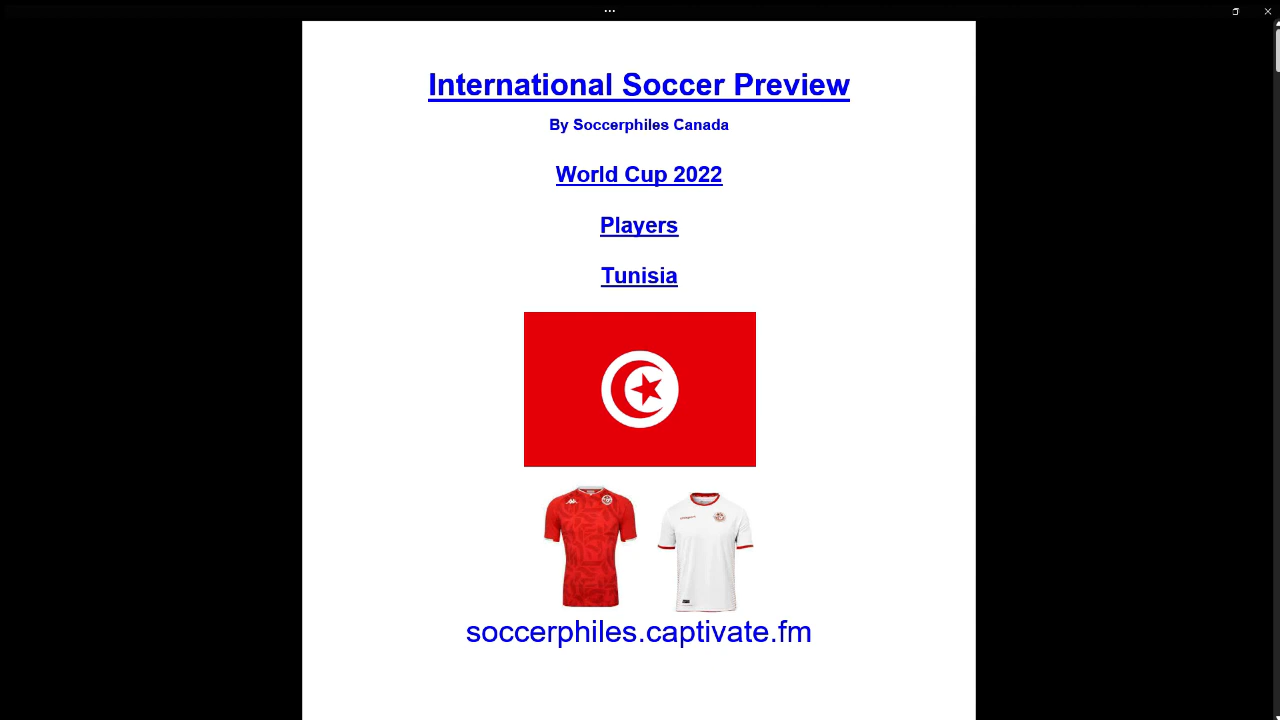 International Soccer Preview
By Soccerphiles Canada
World Cup 2022
Players
Tunisia
soccerphiles.captivate.fm